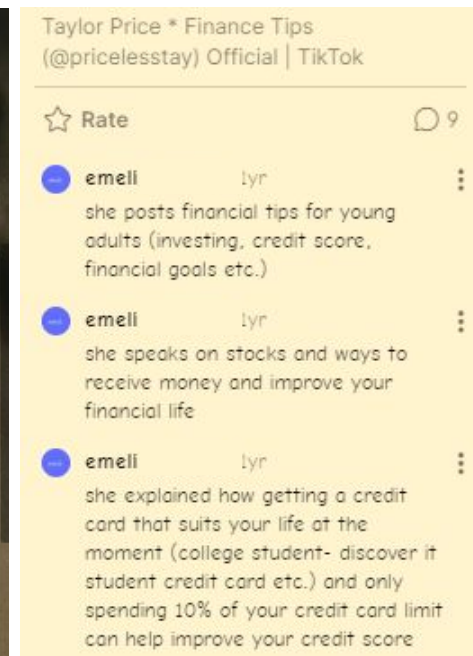 Taylor Price * Finance Tips
(@pricelesstay) Official | TikTok
Rate 9
emeli 1yr
she posts financial tips for young
adults (investing, credit score,
financial goals etc.)
emeli 1yr
she speaks on stocks and ways to
receive money and improve your
financial life
emeli 1yr
she explained how getting a credit
card that suits your life at the
moment (college student- discover it
student credit card etc.) and only
spending 10% of your credit card limit
can help improve your credit score